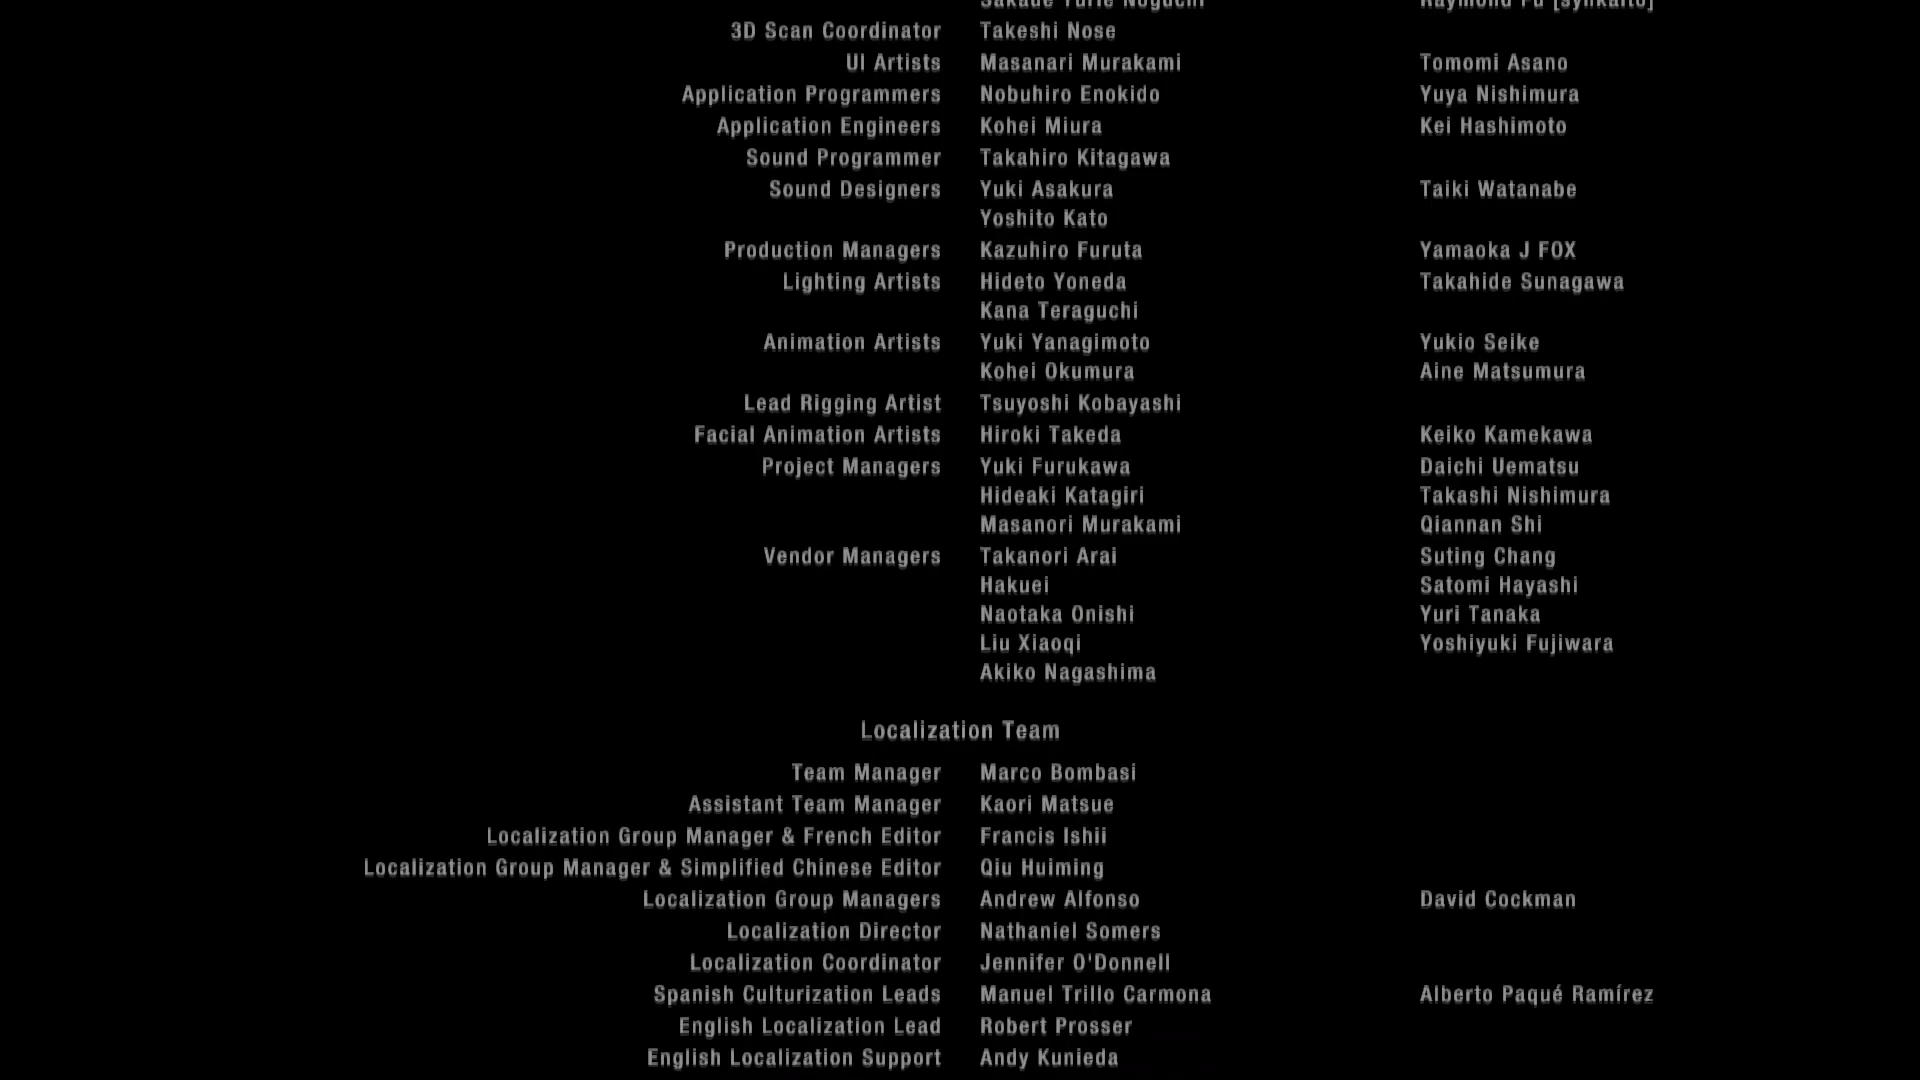 3D Scan Coordinator Takeshi Nose
UI Artists Masanari Murakami Tomomi Asano
Application Programmers Nobuhiro Enokido Yuya Nishimura
Application Engineers Kohei Miura Kei Hashimoto
Sound Programmer Takahiro Kitagawa
Sound Designers Yuki Asakura Taiki Watanabe
Yoshito Kato
Production Managers Kazuhiro Furuta Yamaoka J FOX
Lighting Artists Hideto Yoneda Takahide Sunagawa
Kana Teraguchi
Animation Artists Yuki Yanagimoto Yukio Seike
Kohei Okumura Aine Matsumura
Lead Rigging Artist Tsuyoshi Kobayashi
Facial Animation Artists Hiroki Takeda Keiko Kamekawa
Project Managers Yuki Furukawa Daichi Uematsu
Hideaki Katagiri Takashi Nishimura
Masanori Murakami Qiannan Shi
Vendor Managers Takanori Arai Suting Chang
Hakuei Satomi Hayashi
Naotaka Onishi Yuri Tanaka
Liu Xiaoqi Yoshiyuki Fujiwara
Akiko Nagashima
Localization Team
Team Manager Marco Bombasi
Assistant Team Manager Kaori Matsue
Localization Group Manager & French Editor Francis Ishii
Localization Group Manager & Simplified Chinese Editor Qiu Huiming
Localization Group Managers Andrew Alfonso David Cockman
Localization Director Nathaniel Somers
Localization Coordinator Jennifer O'Donnell
Spanish Culturization Leads Manuel Trillo Carmona Alberto Paqué Ramírez
English Localization Lead Robert Prosser
English Localization Support Andy Kunieda